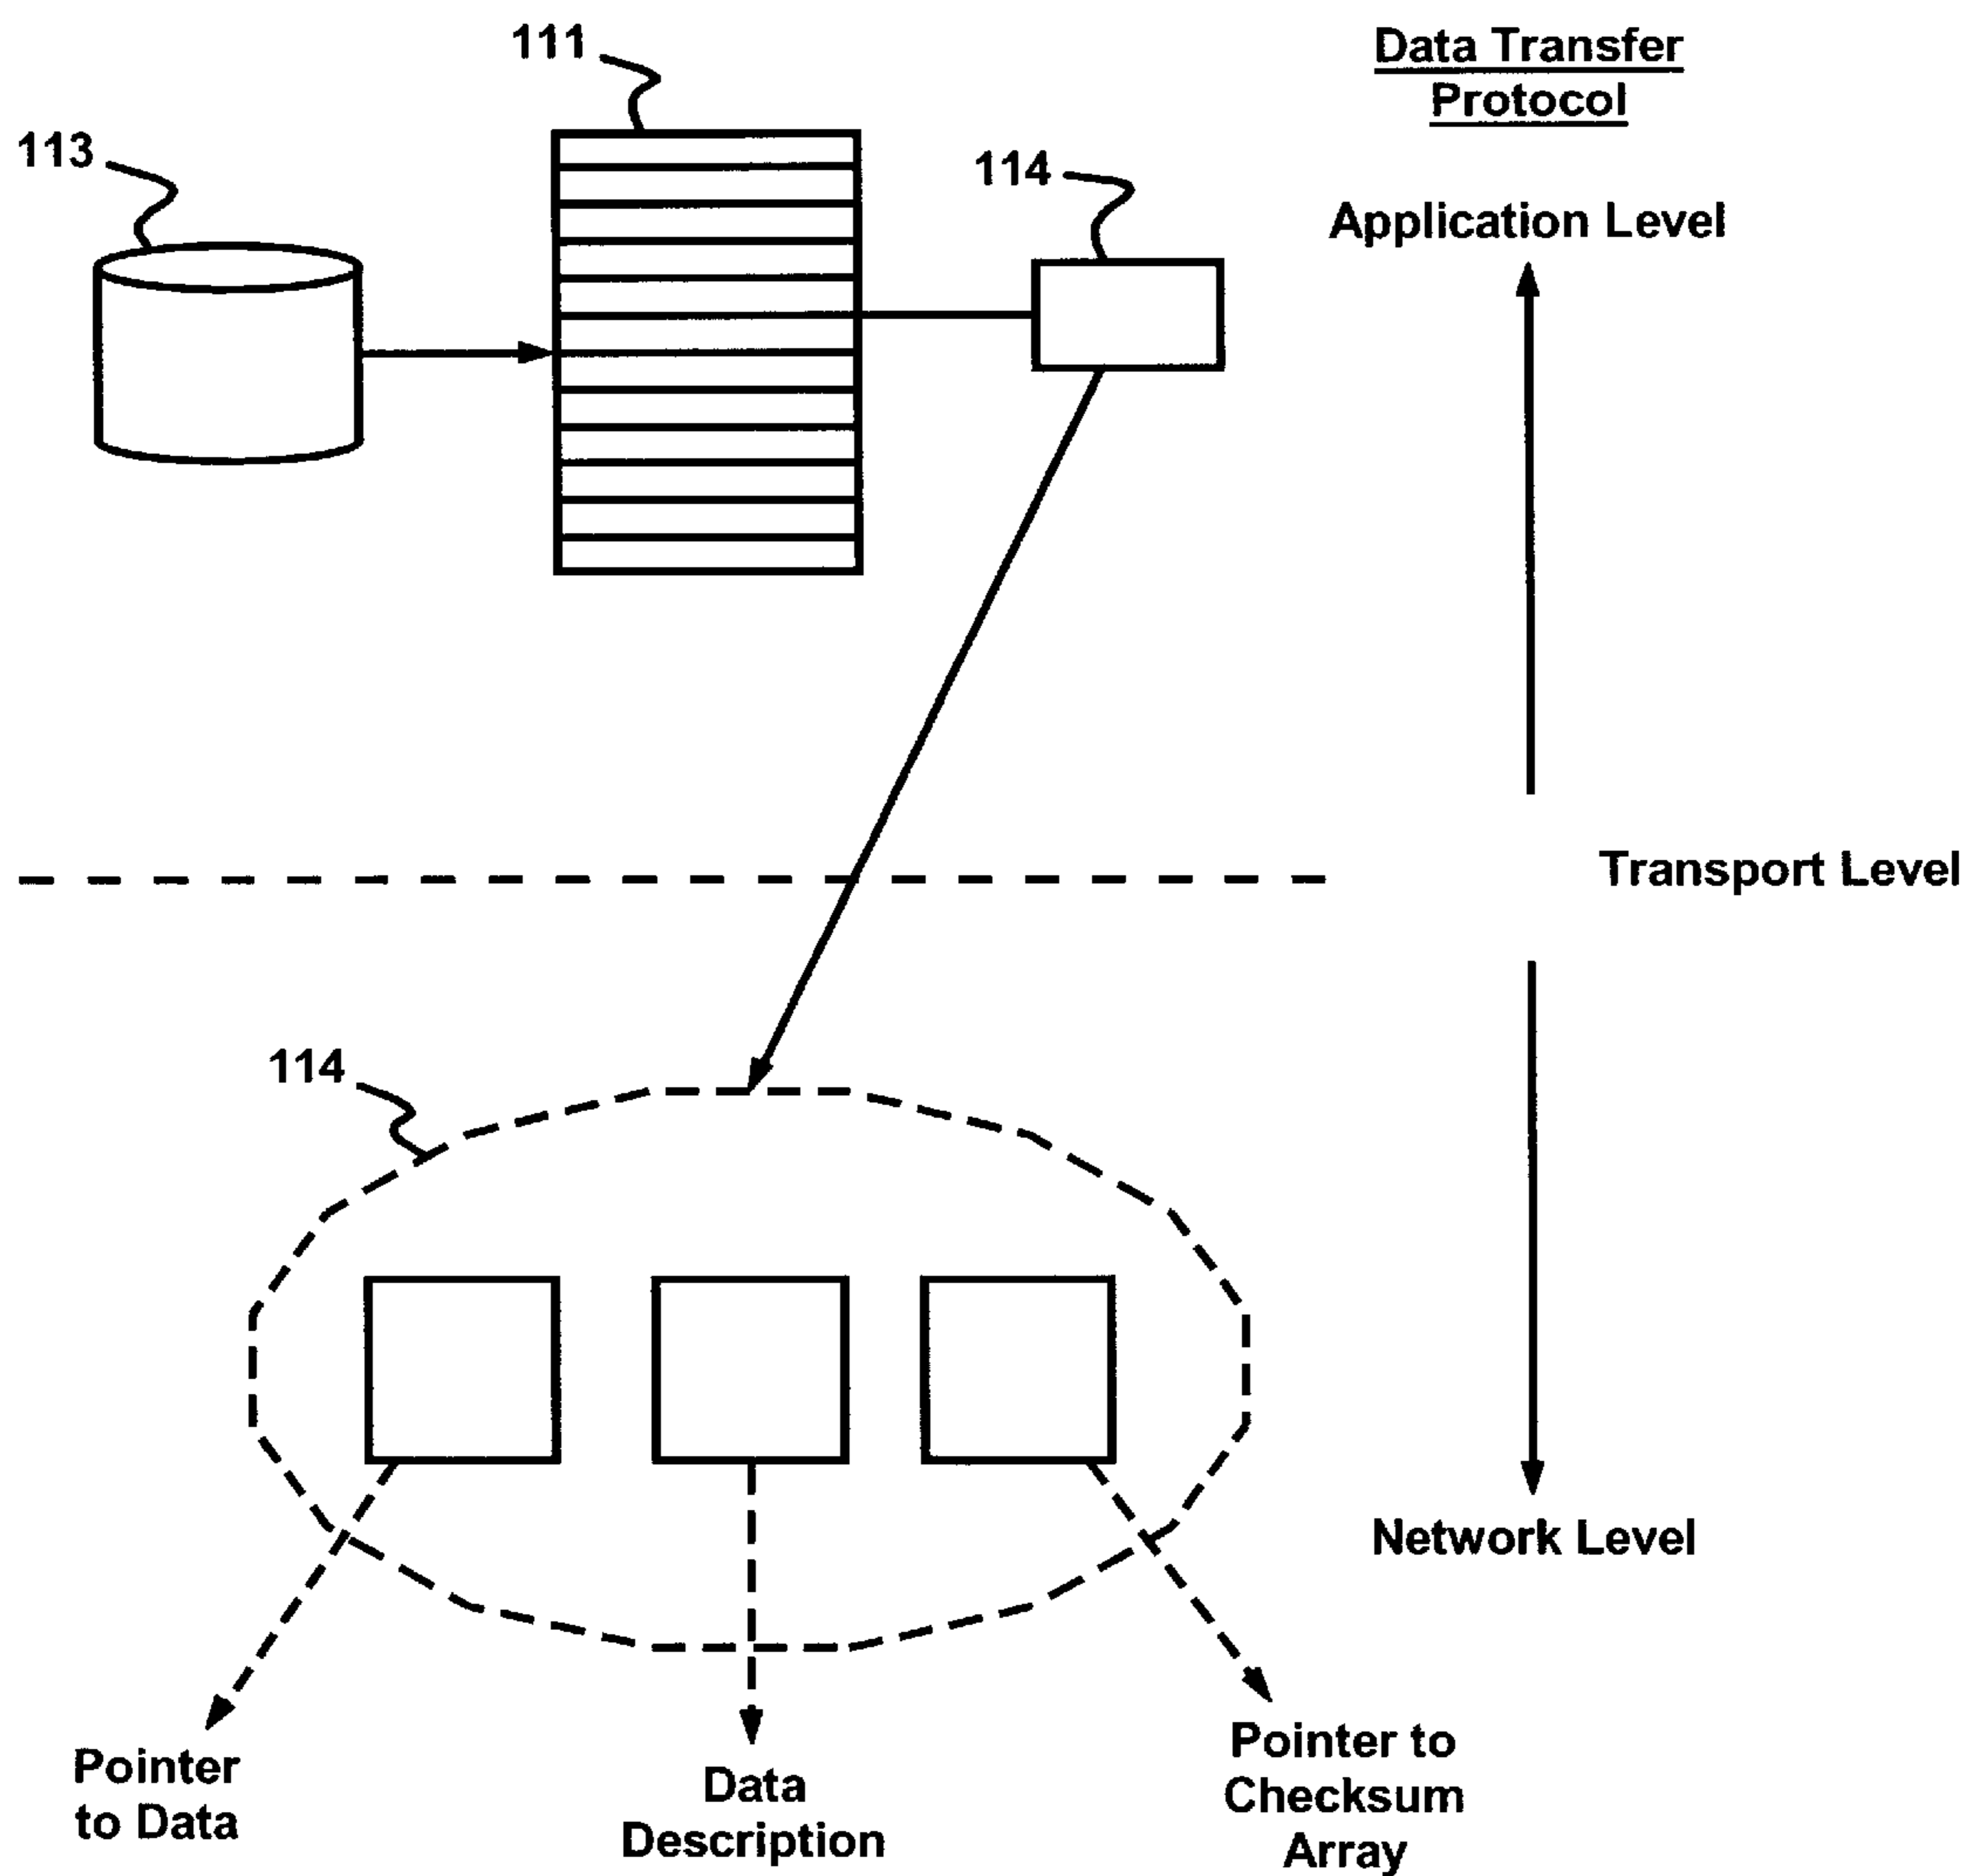 111
Data Transfer
Protocol
113
114
Application Level
Transport Level
114
Network Level
Pointer
to Data
Data
Description
Pointer to
Checksum
Array